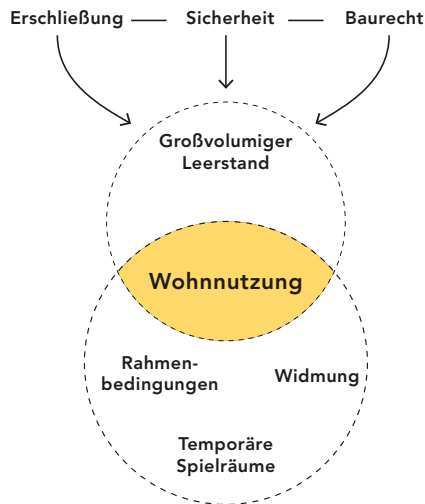 Erschließung — Sicherheit — Baurecht
Großvolumiger
Leerstand
Wohnnutzung
Rahmen-
bedingungen
Widmung
Temporäre
Spielräume